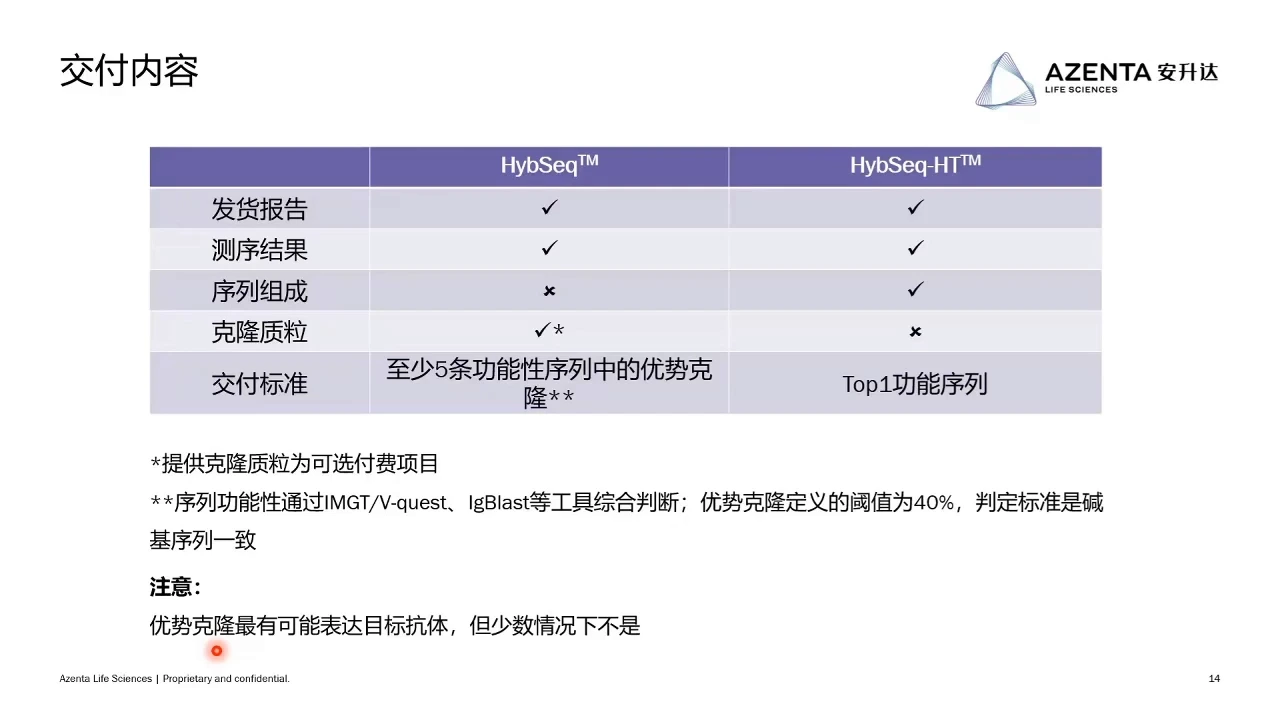 交付内容
AZENTA 安升达
LIFE SCIENCES
HybSeq™ HybSeq-HT™
发货报告 ✓ ✓
测序结果 ✓ ✓
序列组成 × ✓
克隆质粒 ✓* ×
交付标准 至少5条功能性序列中的优势克 Top1功能序列
隆**
*提供克隆质粒为可选付费项目
**序列功能性通过IMGT/V-quest、IgBlast等工具综合判断；优势克隆定义的阈值为40%，判定标准是碱
基序列一致
注意：
优势克隆最有可能表达目标抗体，但少数情况下不是
Azenta Life Sciences | Proprietary and confidential. 14